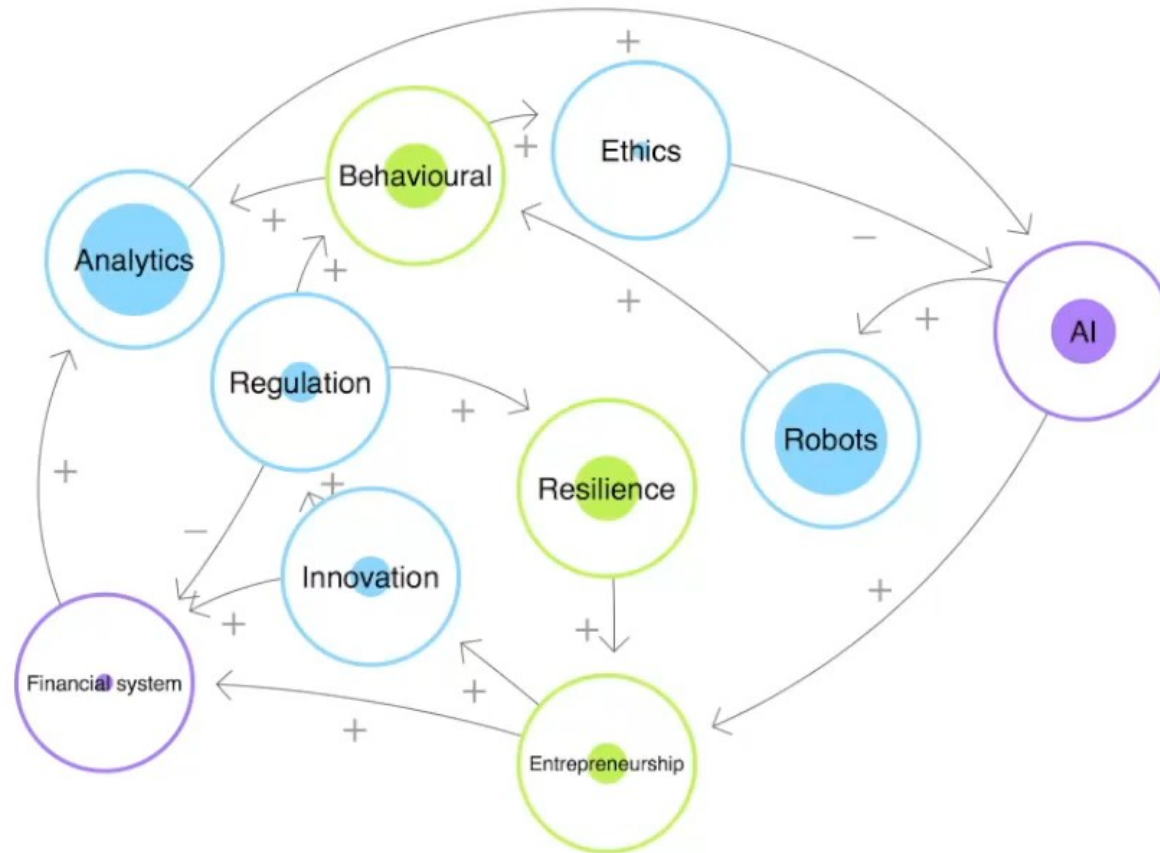 +
Behavioural
+
Ethics
+
Analytics
+
−
+
+
+
AI
Regulation
+
Robots
+
+
Resilience
−
Innovation
+
+
+
Financial system
+
+
Entrepreneurship